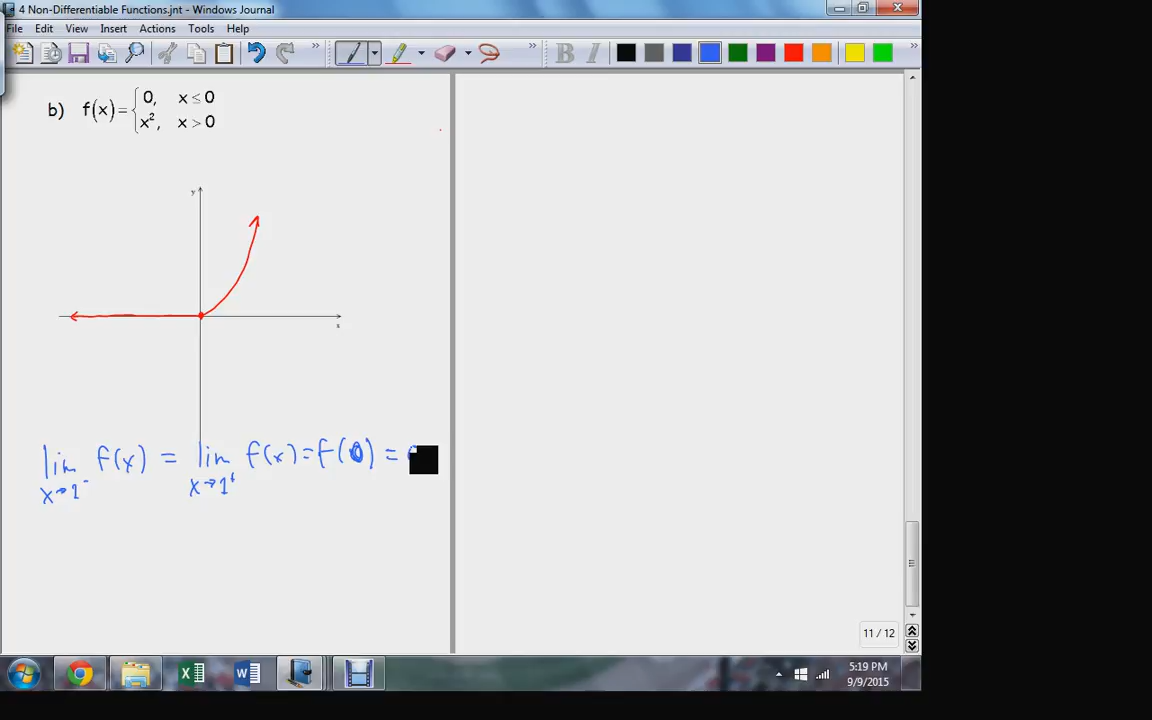 4 Non-Differentiable Functions.jnt - Windows Journal
File Edit View Insert Actions Tools Help
b) f(x) = { 0, x ≤ 0
x², x > 0
y
x
lim f(x) = lim f(x) = f(0) =
x→1⁻ x→1⁺
11 / 12
5:19 PM
9/9/2015